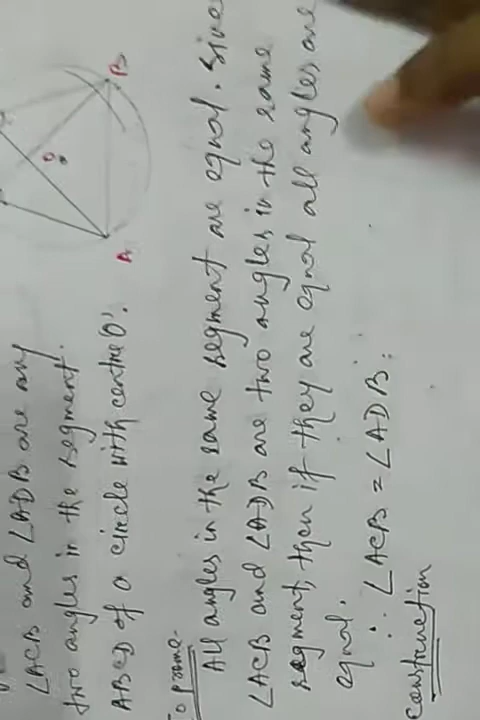 ∠ACB and ∠ADB are any
two angles in the segment.
ABCD of a circle with centre 'O'.
O
A
B
To prove-
All angles in the same segment are equal. Since
∠ACB and ∠ADB are two angles in the same
segment, then if they are equal all angles are
equal.
∴ ∠ACB = ∠ADB.
Construction